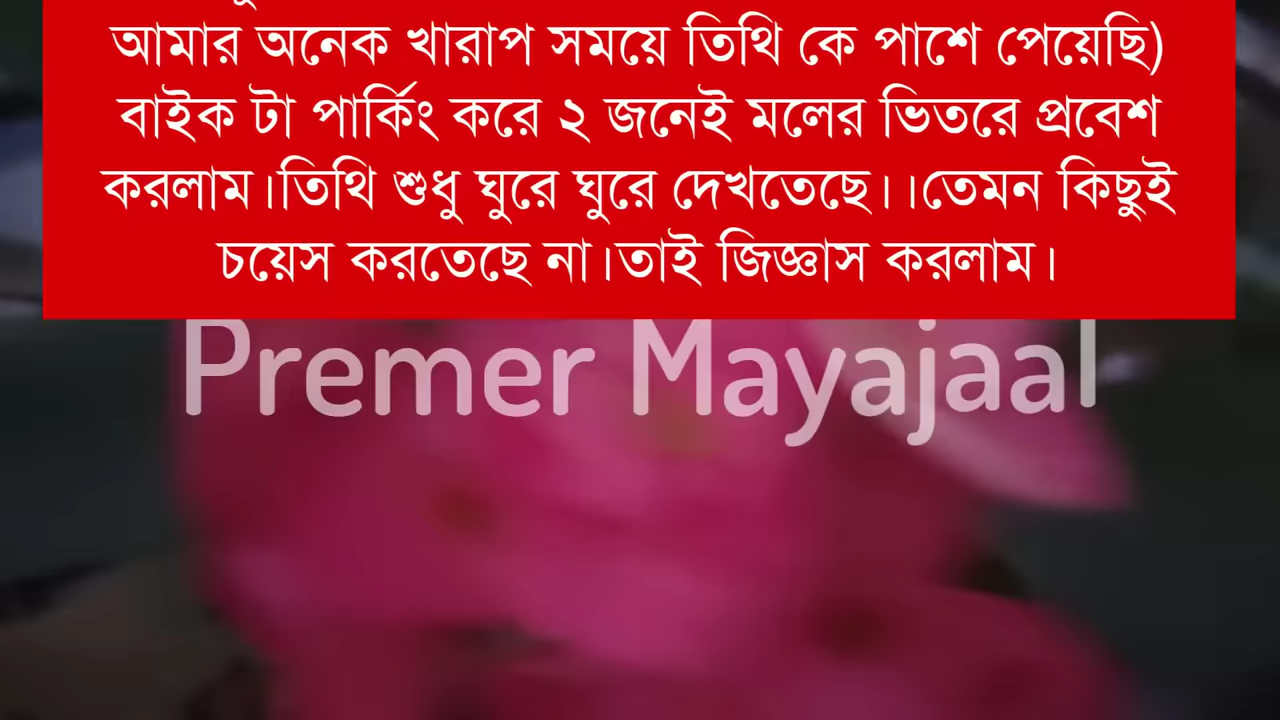 আমার অনেক খারাপ সময়ে তিথি কে পাশে পেয়েছি)
বাইক টা পার্কিং করে ২ জনেই মলের ভিতরে প্রবেশ
করলাম।তিথি শুধু ঘুরে ঘুরে দেখতেছে।।তেমন কিছুই
চয়েস করতেছে না।তাই জিজ্ঞাস করলাম।
Premer Mayajaal